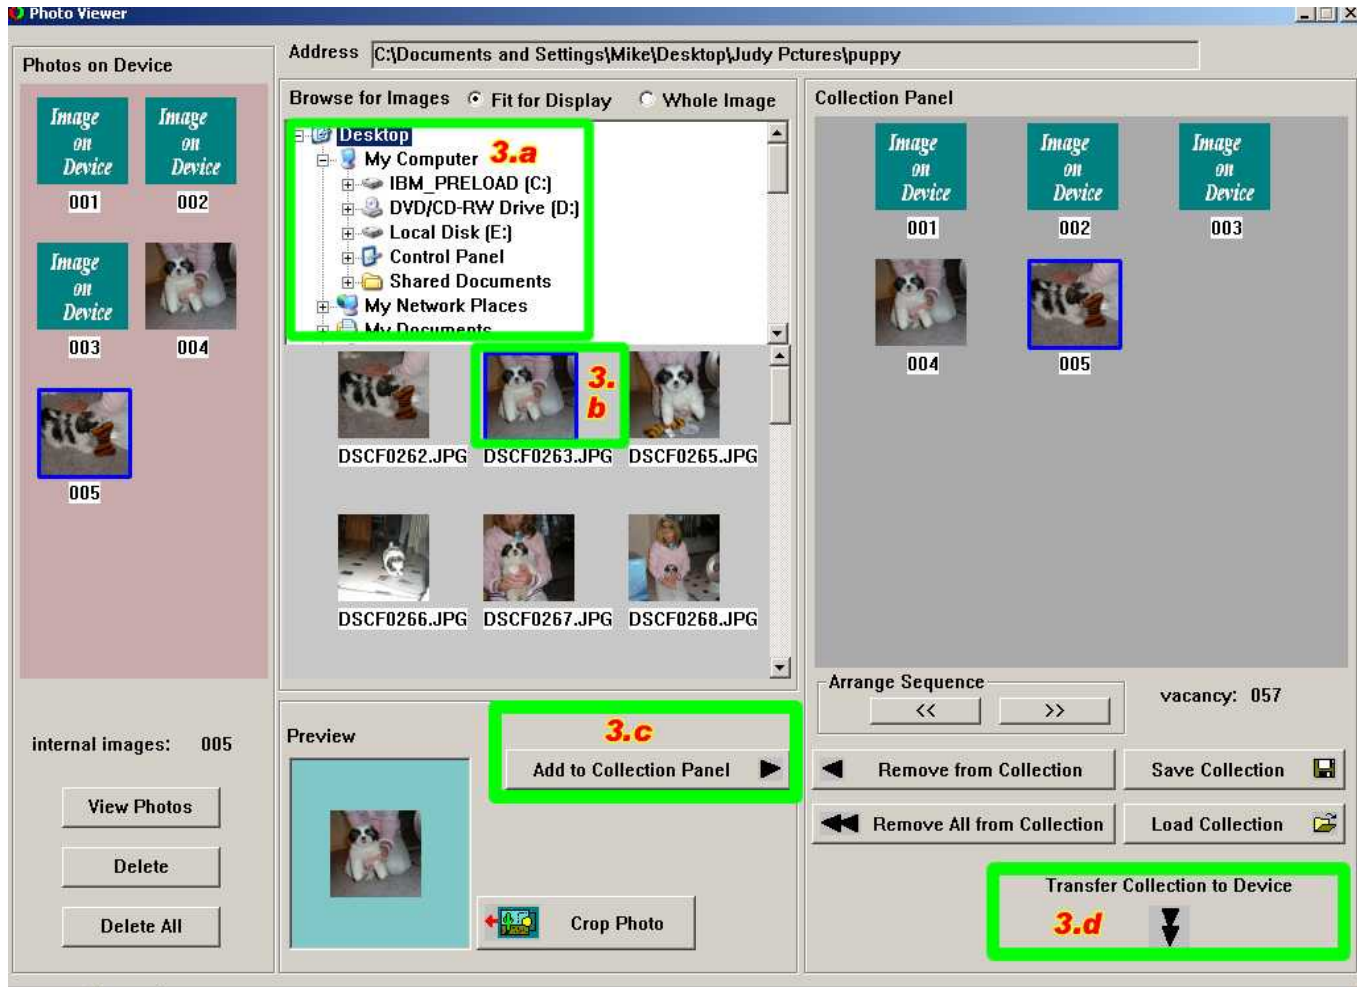 Photo Viewer
Address C:\Documents and Settings\Mike\Desktop\Judy Pctures\puppy
Photos on Device
Image
on
Device
001
Image
on
Device
002
Image
on
Device
003
004
005
internal images: 005
View Photos
Delete
Delete All
Browse for Images Fit for Display Whole Image
Desktop
My Computer
3.a
IBM_PRELOAD (C:)
DVD/CD-RW Drive (D:)
Local Disk (E:)
Control Panel
Shared Documents
My Network Places
My Documents
3.
b
DSCF0262.JPG DSCF0263.JPG DSCF0265.JPG
DSCF0266.JPG DSCF0267.JPG DSCF0268.JPG
Preview
3.c
Add to Collection Panel
Crop Photo
Collection Panel
Image
on
Device
001
Image
on
Device
002
Image
on
Device
003
004
005
Arrange Sequence
<< >>
vacancy: 057
Remove from Collection
Save Collection
Remove All from Collection
Load Collection
Transfer Collection to Device
3.d